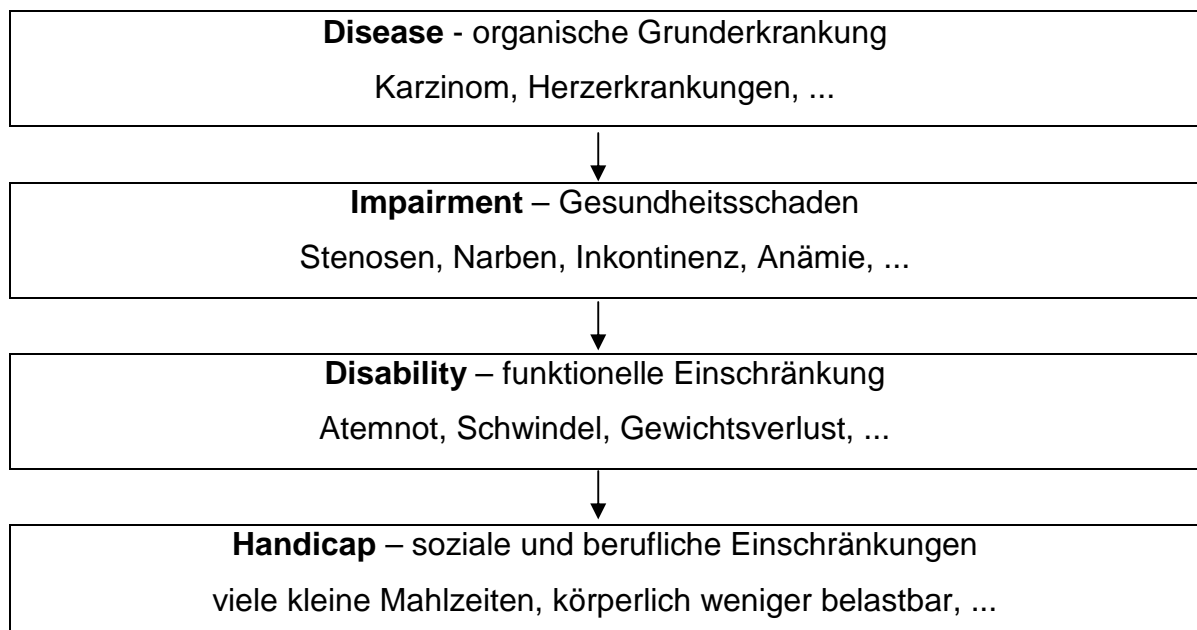 Disease - organische Grunderkrankung
Karzinom, Herzerkrankungen, ...
Impairment – Gesundheitsschaden
Stenosen, Narben, Inkontinenz, Anämie, ...
Disability – funktionelle Einschränkung
Atemnot, Schwindel, Gewichtsverlust, ...
Handicap – soziale und berufliche Einschränkungen
viele kleine Mahlzeiten, körperlich weniger belastbar, ...